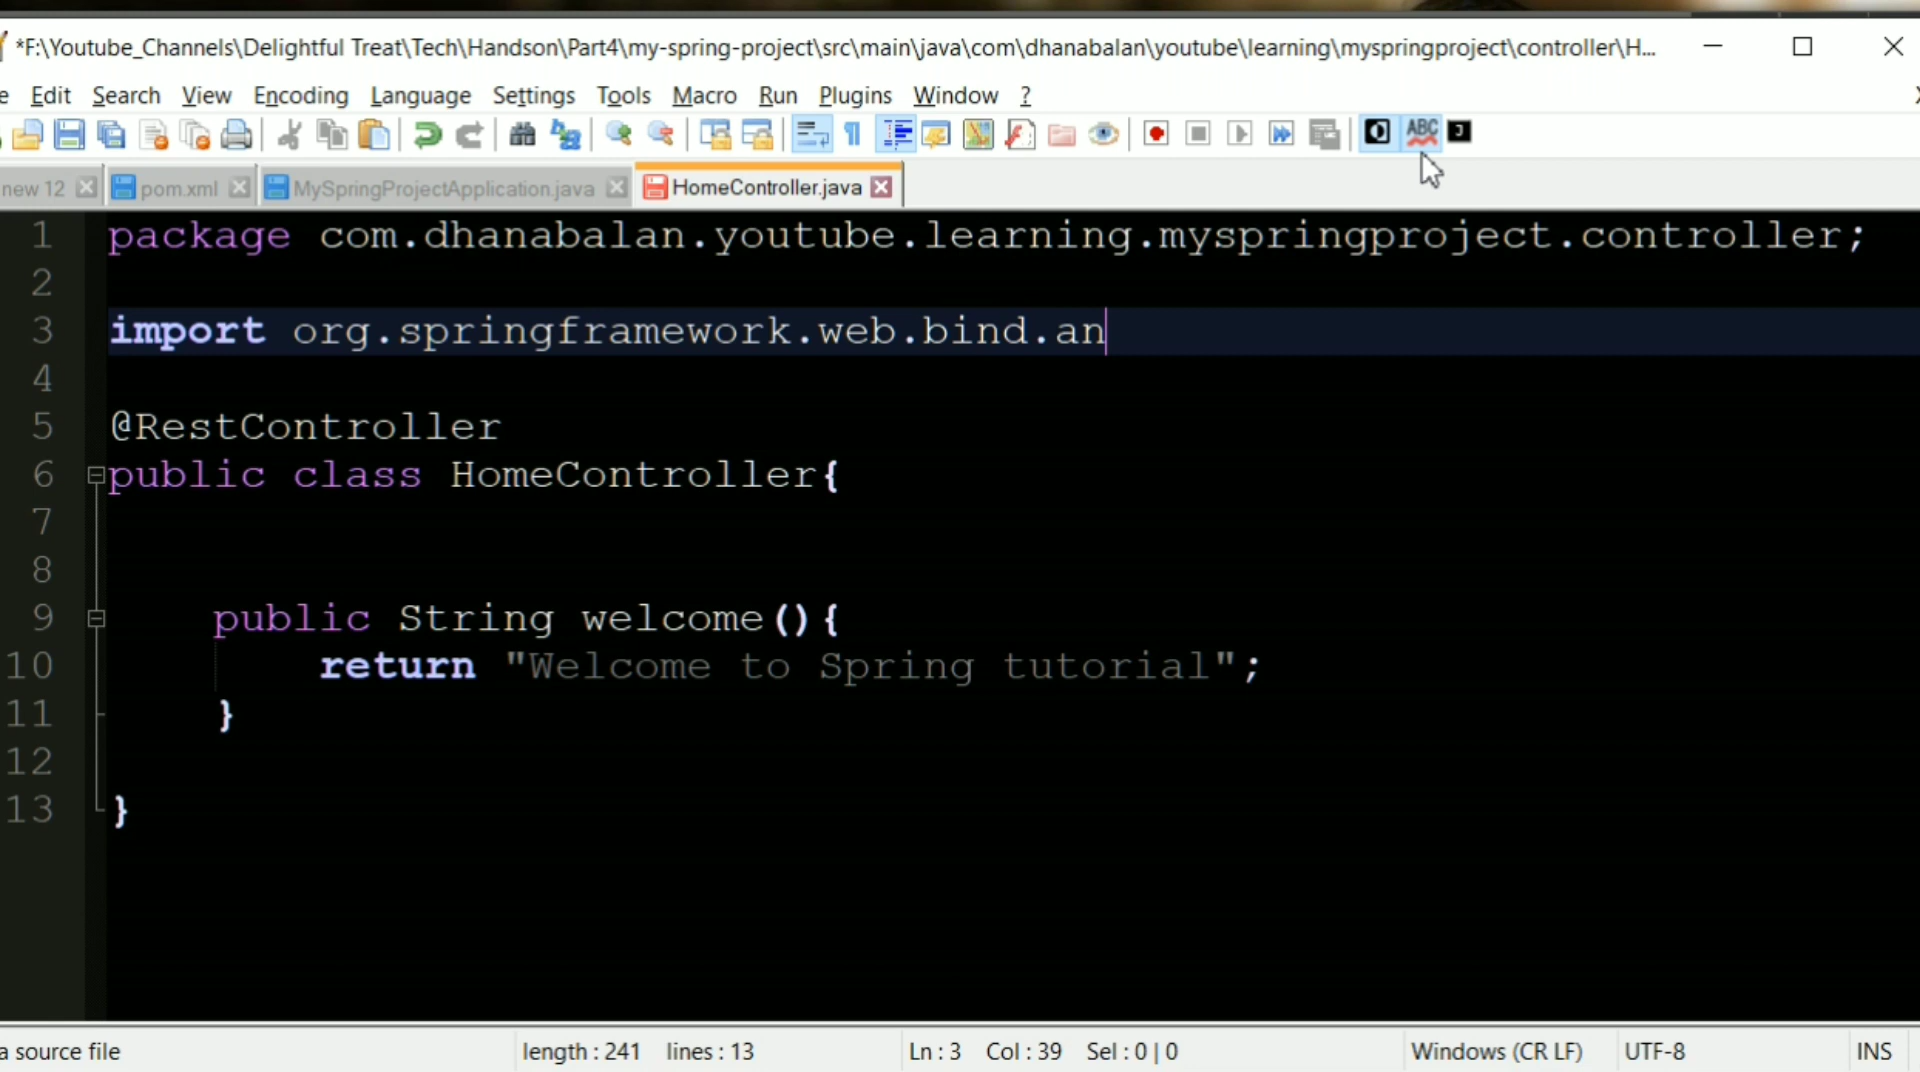 *F:\Youtube_Channels\Delightful Treat\Tech\Handson\Part4\my-spring-project\src\main\java\com\dhanabalan\youtube\learning\myspringproject\controller\H...
e Edit Search View Encoding Language Settings Tools Macro Run Plugins Window ?
ABC
new 12 pom.xml MySpringProjectApplication.java HomeController.java
1 package com.dhanabalan.youtube.learning.myspringproject.controller;
2
3 import org.springframework.web.bind.an
4
5 @RestController
6 public class HomeController{
7
8
9 public String welcome(){
10 return "Welcome to Spring tutorial";
11 }
12
13 }
a source file length : 241 lines : 13 Ln : 3 Col : 39 Sel : 0 | 0 Windows (CR LF) UTF-8 INS